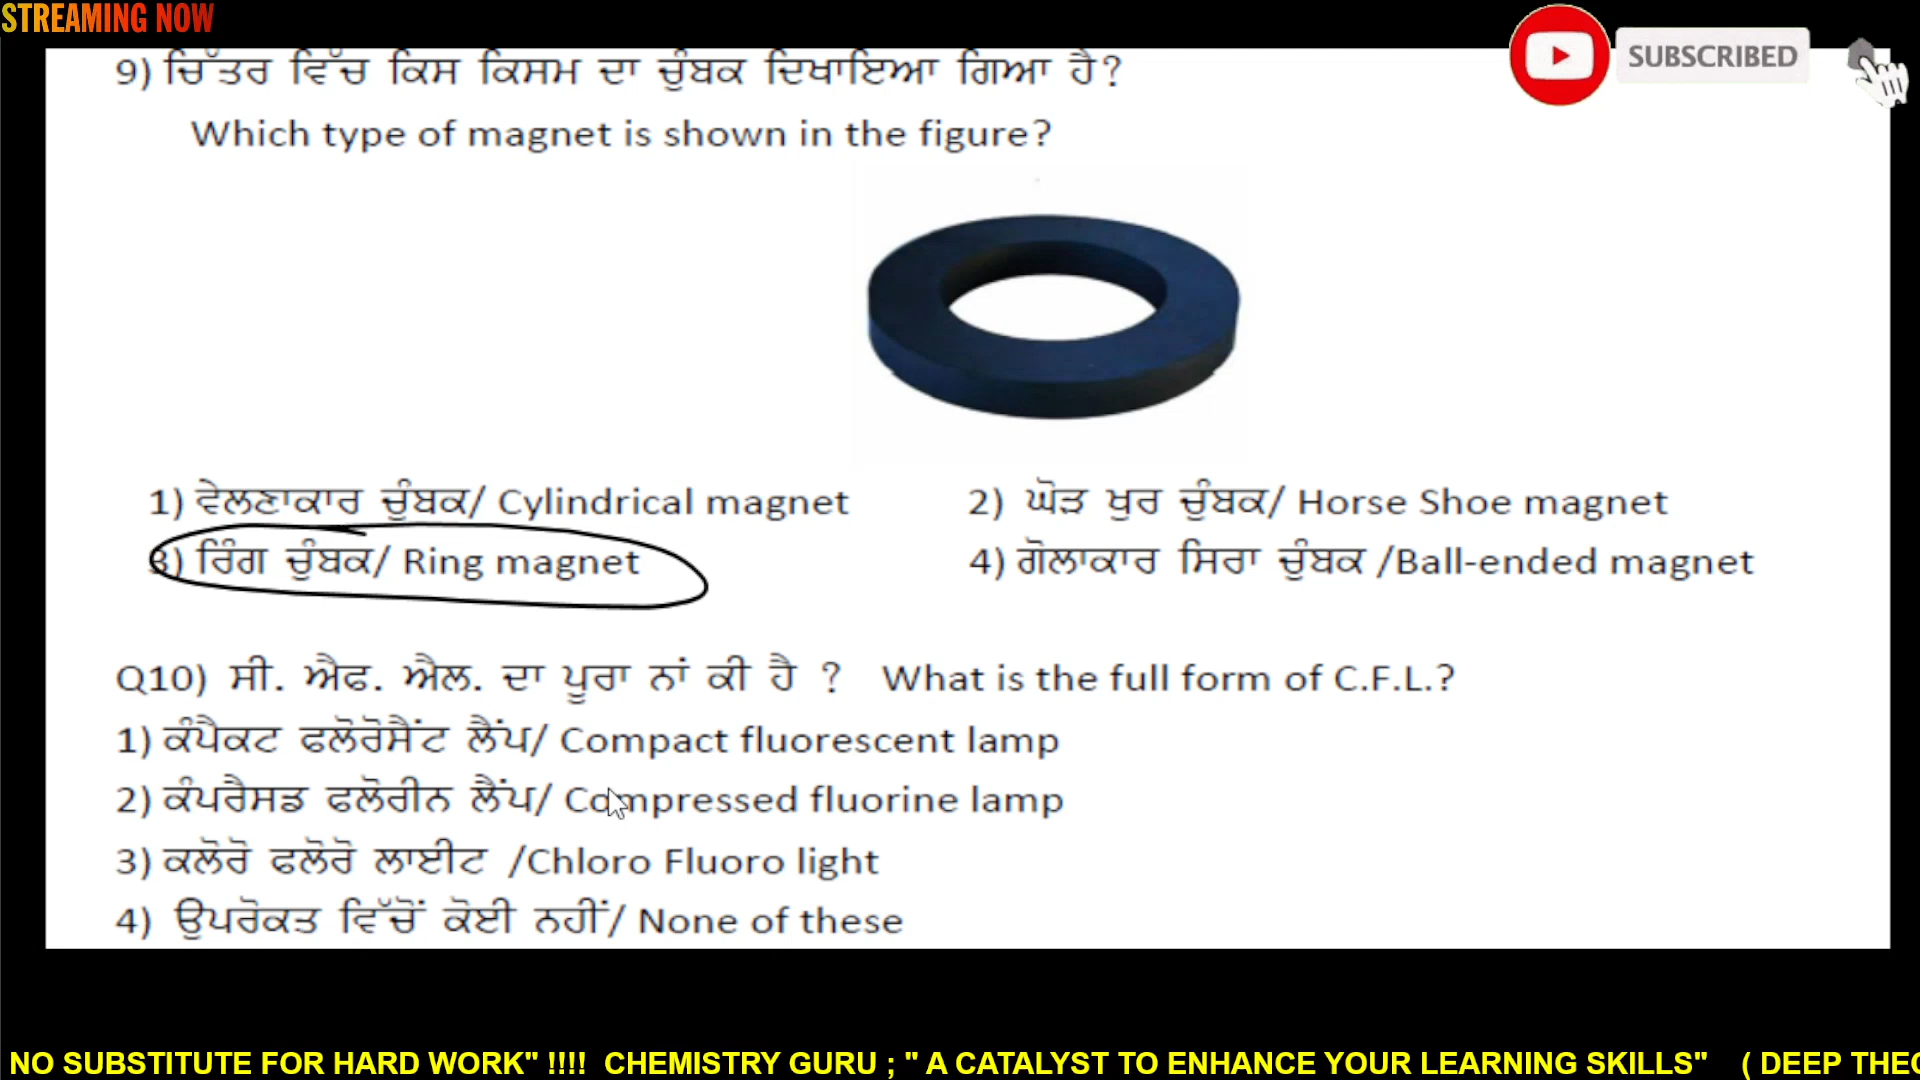 STREAMING NOW
SUBSCRIBED
9) ਚਿੱਤਰ ਵਿੱਚ ਕਿਸ ਕਿਸਮ ਦਾ ਚੁੰਬਕ ਦਿਖਾਇਆ ਗਿਆ ਹੈ?
Which type of magnet is shown in the figure?
1) ਵੇਲਣਾਕਾਰ ਚੁੰਬਕ/ Cylindrical magnet 2) ਘੋੜ ਖੁਰ ਚੁੰਬਕ/ Horse Shoe magnet
3) ਰਿੰਗ ਚੁੰਬਕ/ Ring magnet 4) ਗੋਲਾਕਾਰ ਸਿਰਾ ਚੁੰਬਕ /Ball-ended magnet
Q10) ਸੀ. ਐਫ. ਐਲ. ਦਾ ਪੂਰਾ ਨਾਂ ਕੀ ਹੈ ? What is the full form of C.F.L.?
1) ਕੰਪੈਕਟ ਫਲੋਰੋਸੈਂਟ ਲੈਂਪ/ Compact fluorescent lamp
2) ਕੰਪਰੈਸਡ ਫਲੋਰੀਨ ਲੈਂਪ/ Compressed fluorine lamp
3) ਕਲੋਰੋ ਫਲੋਰੋ ਲਾਈਟ /Chloro Fluoro light
4) ਉਪਰੋਕਤ ਵਿੱਚੋਂ ਕੋਈ ਨਹੀਂ/ None of these
NO SUBSTITUTE FOR HARD WORK" !!!! CHEMISTRY GURU ; " A CATALYST TO ENHANCE YOUR LEARNING SKILLS" ( DEEP THEO